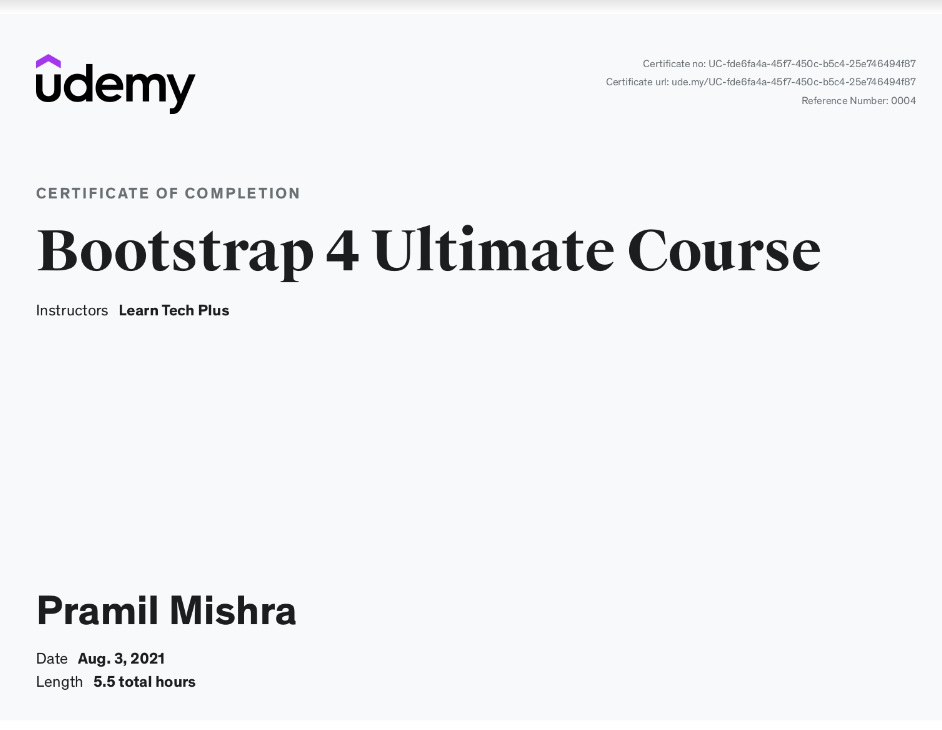 udemy
Certificate no: UC-fde6fa4a-45f7-450c-b5c4-25e746494f87
Certificate url: ude.my/UC-fde6fa4a-45f7-450c-b5c4-25e746494f87
Reference Number: 0004
CERTIFICATE OF COMPLETION
Bootstrap 4 Ultimate Course
Instructors Learn Tech Plus
Pramil Mishra
Date Aug. 3, 2021
Length 5.5 total hours